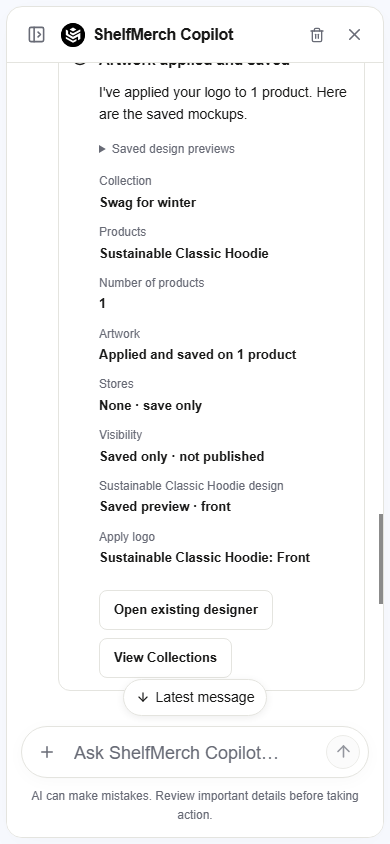 ShelfMerch Copilot
Artwork applied and saved
I've applied your logo to 1 product. Here
are the saved mockups.
Saved design previews
Collection
Swag for winter
Products
Sustainable Classic Hoodie
Number of products
1
Artwork
Applied and saved on 1 product
Stores
None · save only
Visibility
Saved only · not published
Sustainable Classic Hoodie design
Saved preview · front
Apply logo
Sustainable Classic Hoodie: Front
Open existing designer
View Collections
Latest message
Ask ShelfMerch Copilot…
AI can make mistakes. Review important details before taking
action.